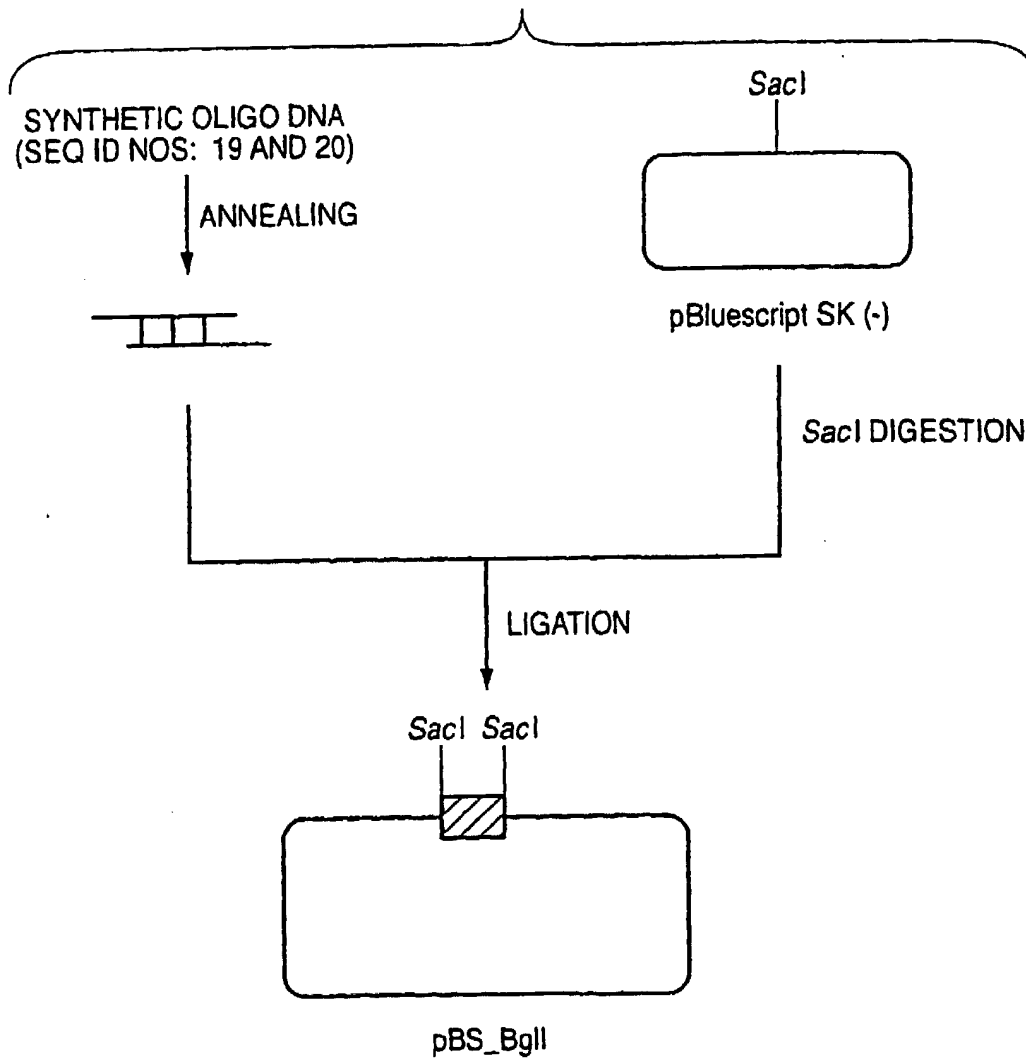 SYNTHETIC OLIGO DNA
(SEQ ID NOS: 19 AND 20)
ANNEALING
SacI
pBluescript SK (-)
SacI DIGESTION
LIGATION
SacI SacI
pBS_BglI